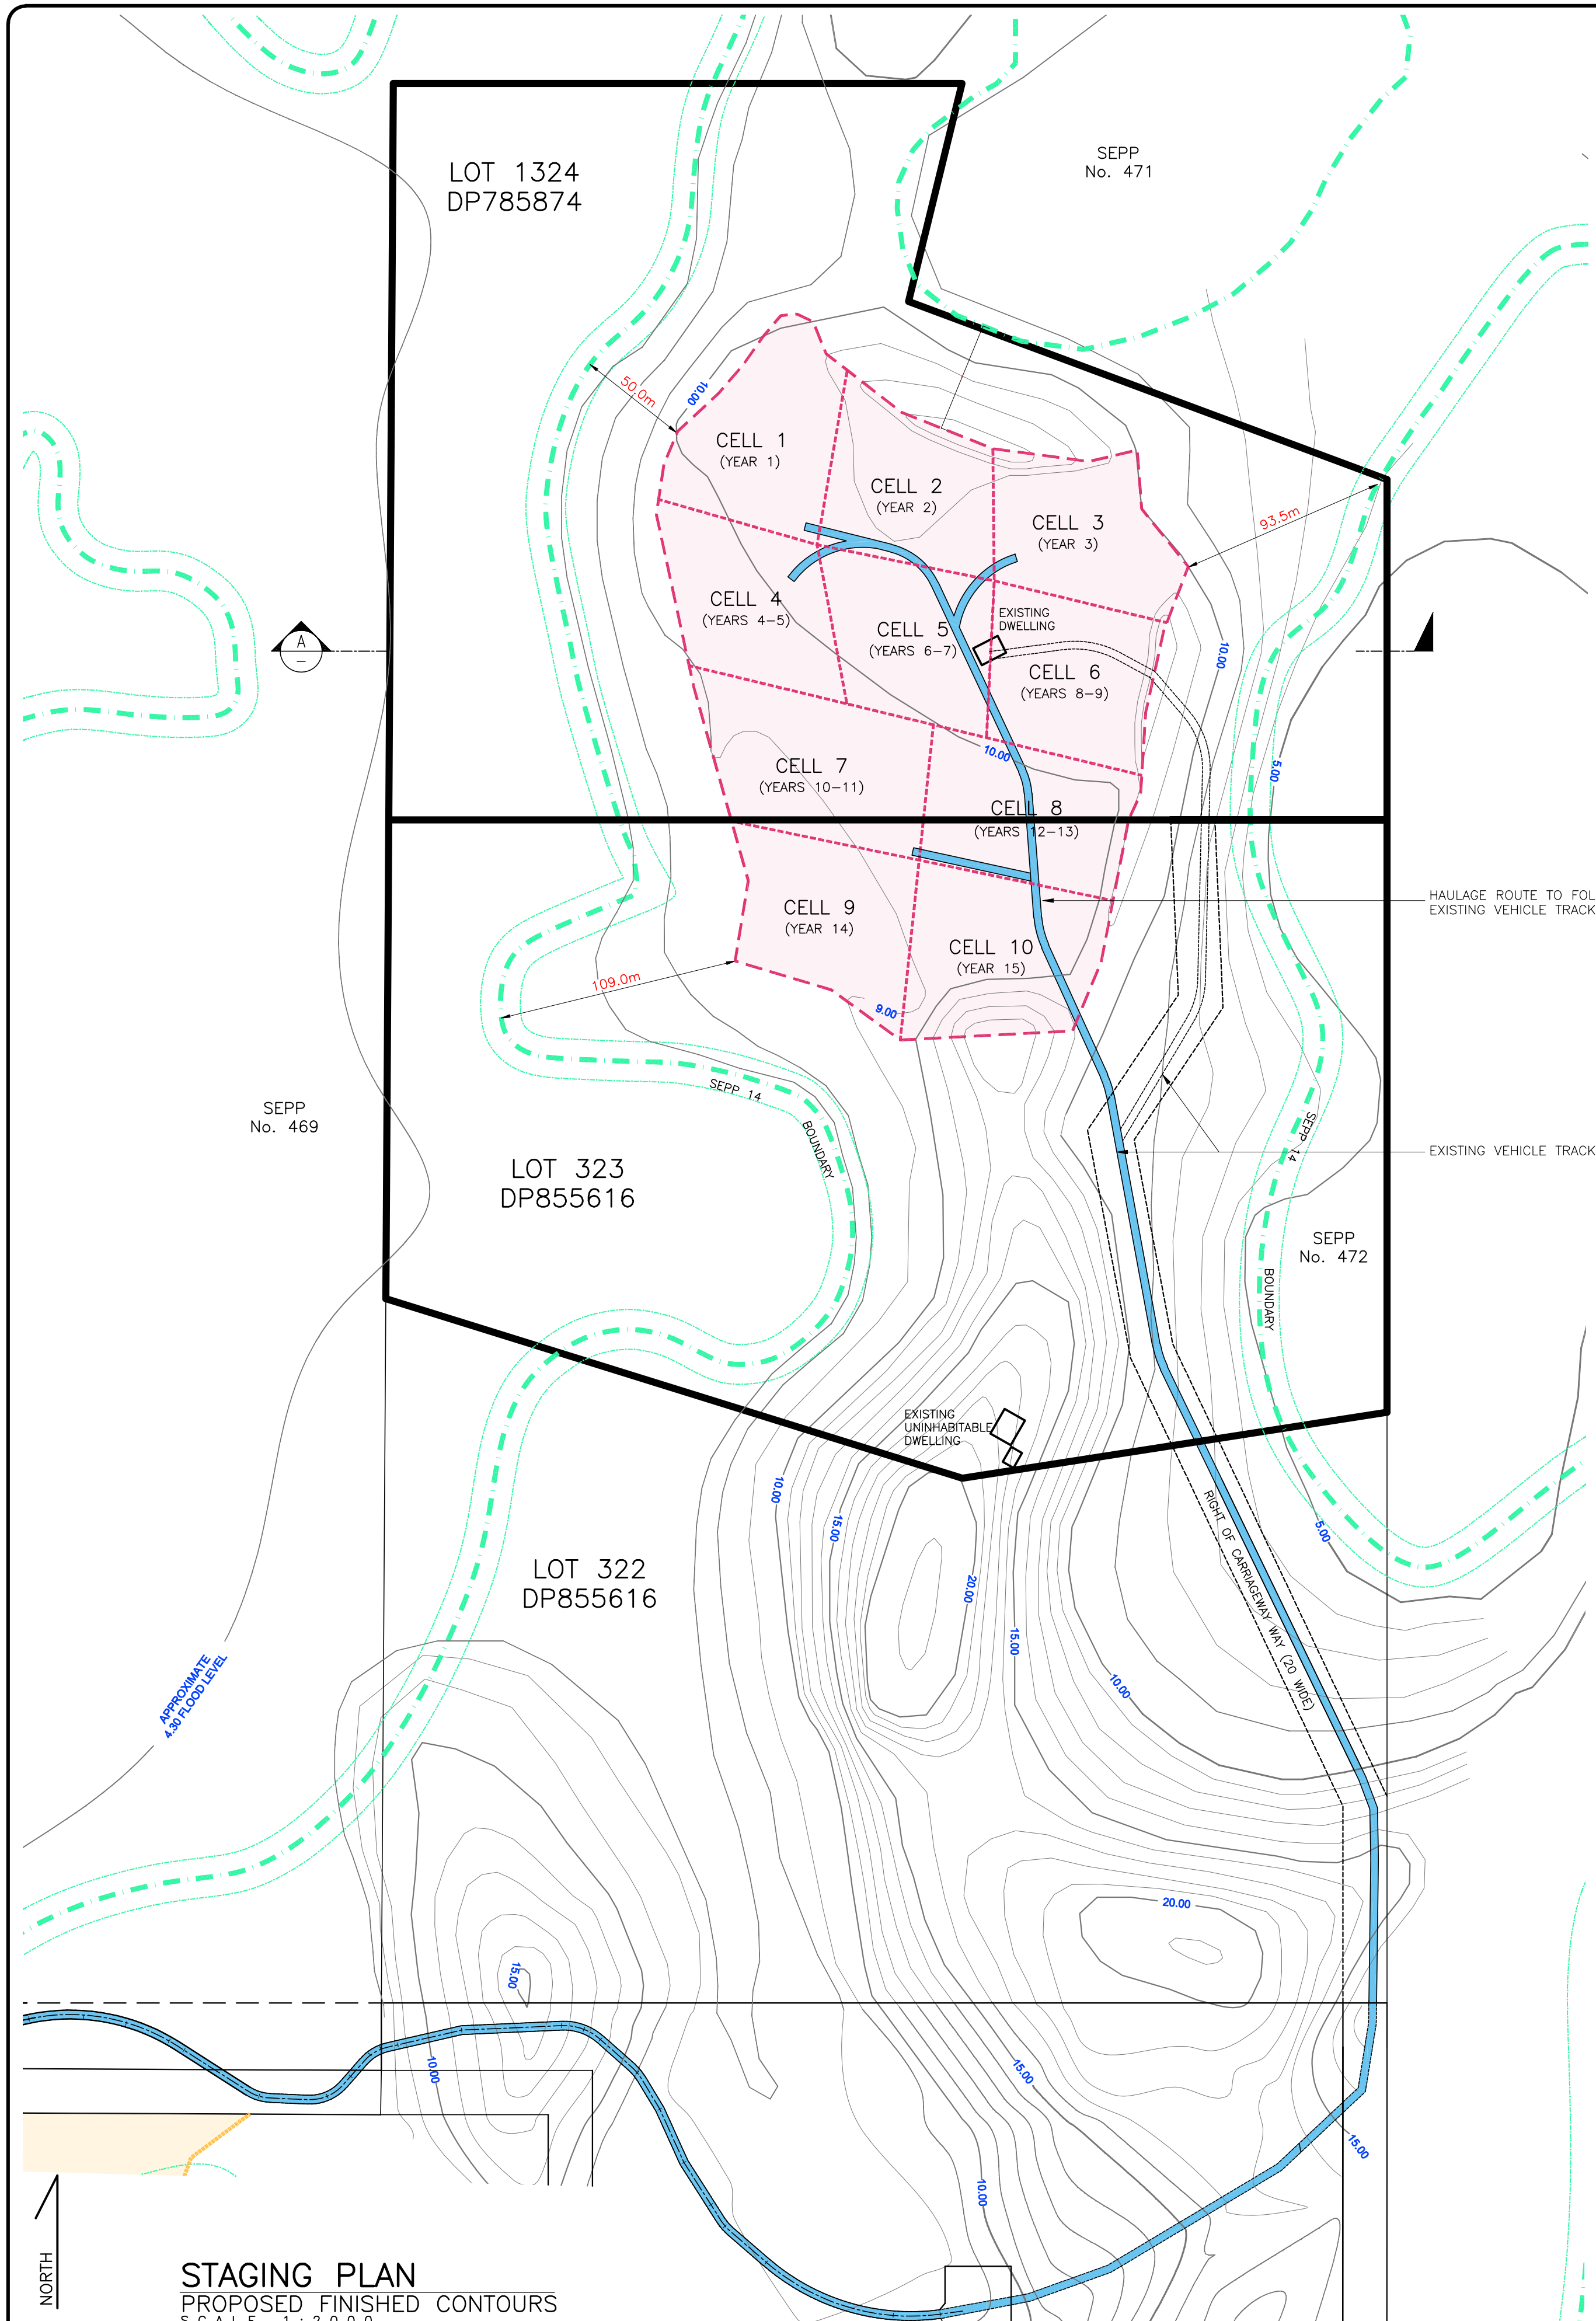 LOT 1324
DP785874
SEPP
No. 471
50.0m
10.00
CELL 1
(YEAR 1)
CELL 2
(YEAR 2)
CELL 3
(YEAR 3)
93.5m
CELL 4
(YEARS 4-5)
CELL 5
(YEARS 6-7)
EXISTING
DWELLING
CELL 6
(YEARS 8-9)
10.00
A
-
10.00
5.00
CELL 7
(YEARS 10-11)
CELL 8
(YEARS 12-13)
CELL 9
(YEAR 14)
CELL 10
(YEAR 15)
HAULAGE ROUTE TO FOL
EXISTING VEHICLE TRACK
109.0m
9.00
SEPP 14
BOUNDARY
SEPP
No. 469
SEPP 14
BOUNDARY
EXISTING VEHICLE TRACK
LOT 323
DP855616
SEPP
No. 472
EXISTING
UNINHABITABLE
DWELLING
10.00
15.00
20.00
15.00
10.00
5.00
RIGHT OF CARRIAGEWAY WAY (20 WIDE)
LOT 322
DP855616
APPROXIMATE
4.30 FLOOD LEVEL
20.00
15.00
10.00
15.00
15.00
10.00
NORTH
STAGING PLAN
PROPOSED FINISHED CONTOURS
SCALE 1:2000